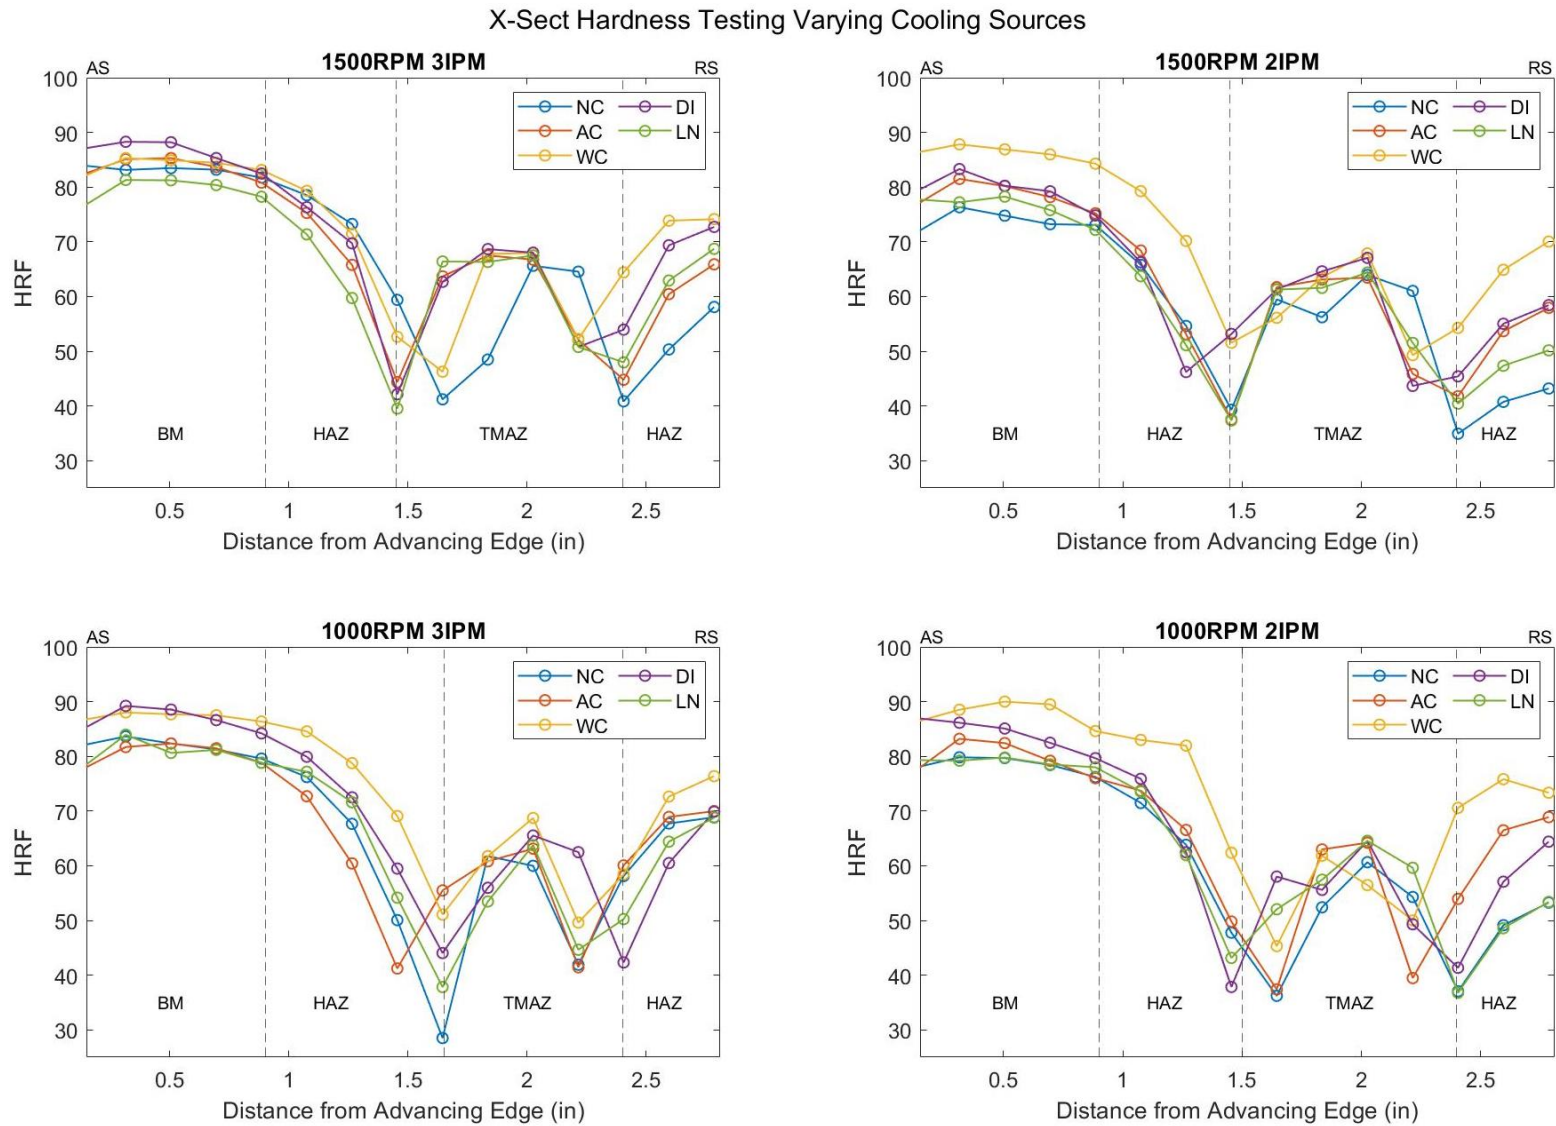 X-Sect Hardness Testing Varying Cooling Sources
1500RPM 3IPM
AS
RS
100
90
80
70
60
50
40
30
HRF
NC
DI
AC
LN
WC
BM
HAZ
TMAZ
HAZ
0.5
1
1.5
2
2.5
Distance from Advancing Edge (in)
1500RPM 2IPM
AS
RS
100
90
80
70
60
50
40
30
HRF
NC
DI
AC
LN
WC
BM
HAZ
TMAZ
HAZ
0.5
1
1.5
2
2.5
Distance from Advancing Edge (in)
1000RPM 3IPM
AS
RS
100
90
80
70
60
50
40
30
HRF
NC
DI
AC
LN
WC
BM
HAZ
TMAZ
HAZ
0.5
1
1.5
2
2.5
Distance from Advancing Edge (in)
1000RPM 2IPM
AS
RS
100
90
80
70
60
50
40
30
HRF
NC
DI
AC
LN
WC
BM
HAZ
TMAZ
HAZ
0.5
1
1.5
2
2.5
Distance from Advancing Edge (in)